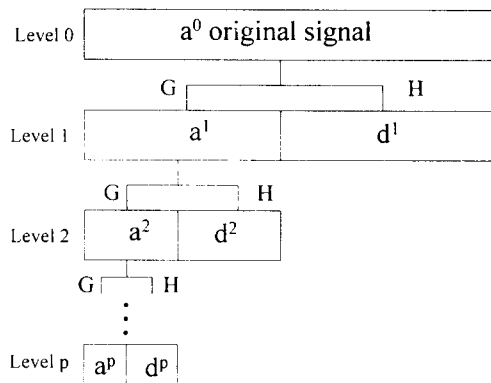 Level 0 a⁰ original signal
G H
Level 1 a¹ d¹
G H
Level 2 a² d²
G H
Level p aᵖ dᵖ